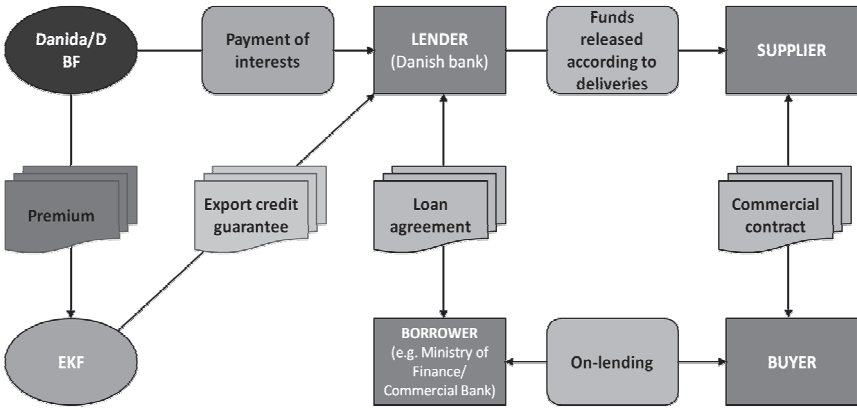 Danida/D
BF
Payment of
interests
LENDER
(Danish bank)
Funds
released
according to
deliveries
SUPPLIER
Premium
Export credit
guarantee
Loan
agreement
Commercial
contract
EKF
BORROWER
(e.g. Ministry of
Finance/
Commercial Bank)
On-lending
BUYER